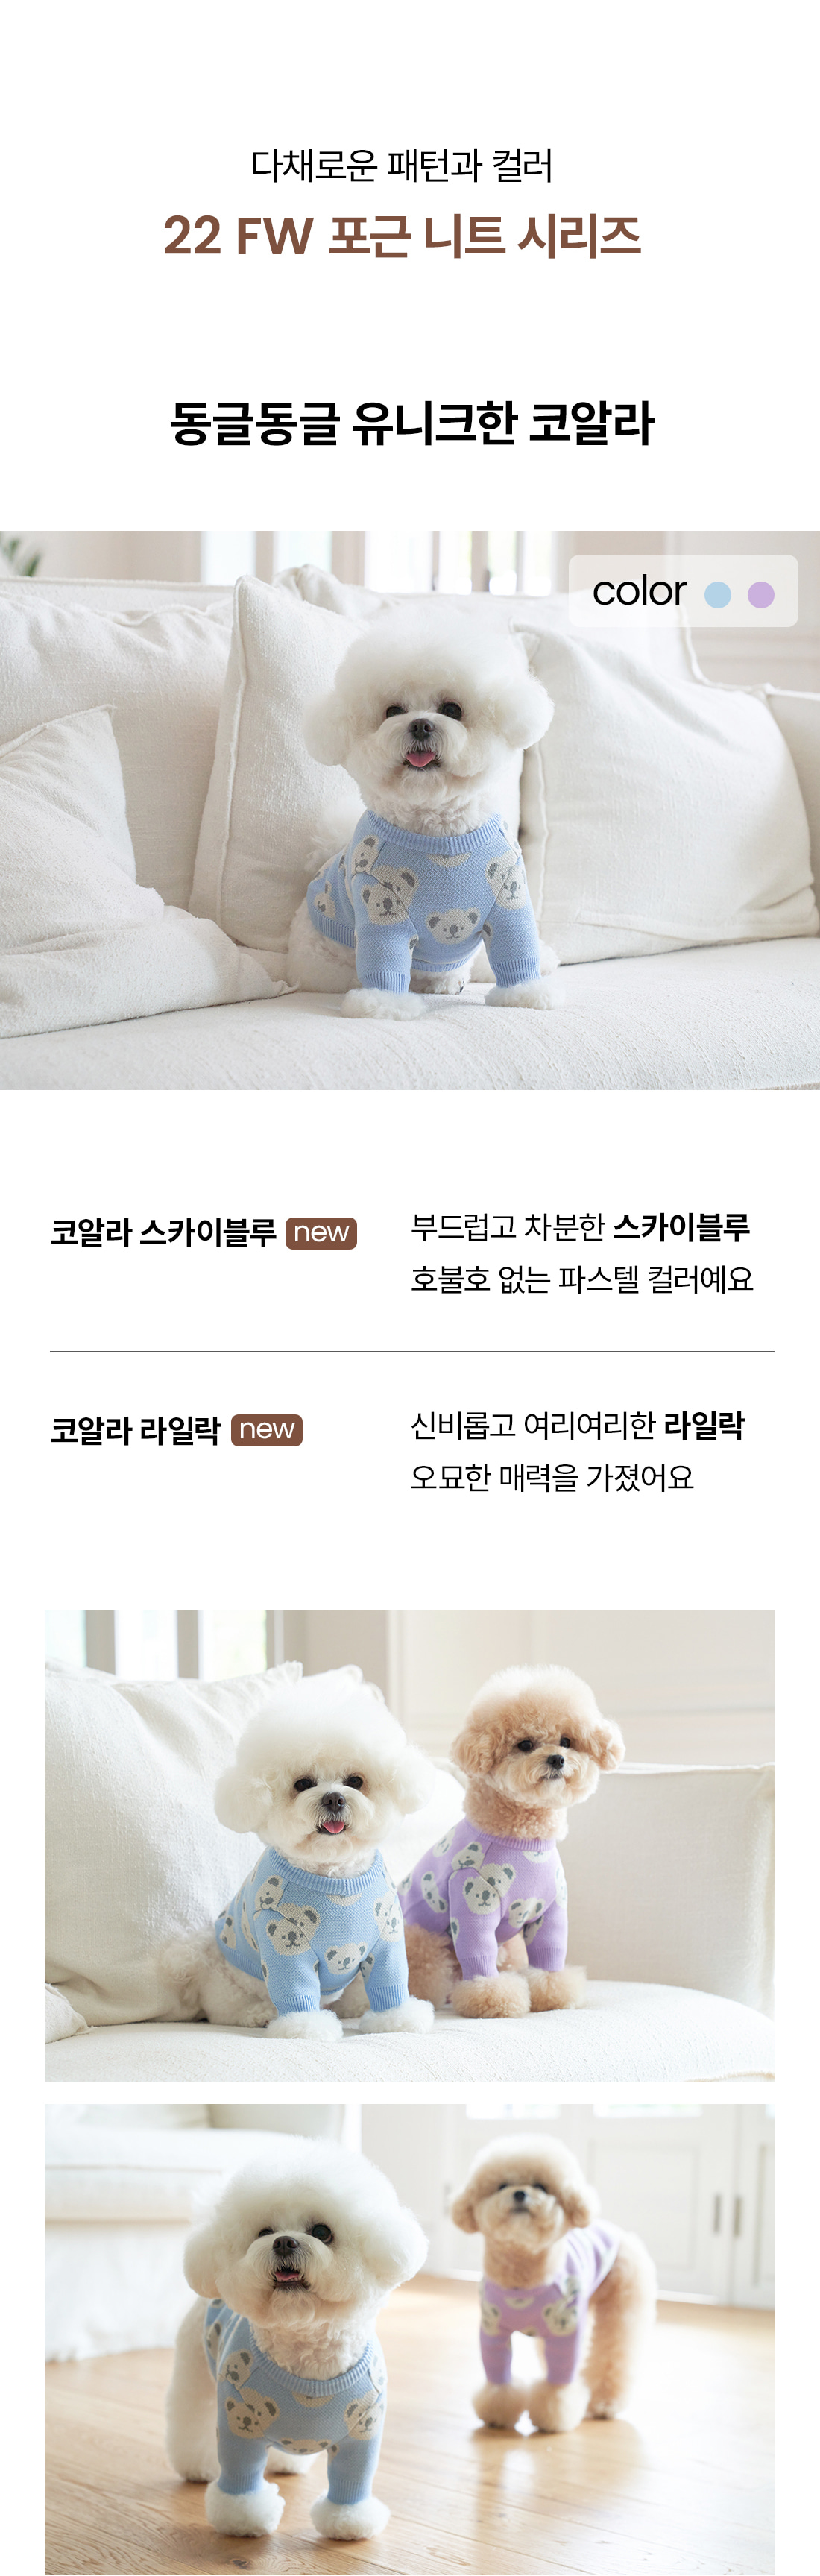 다채로운 패턴과 컬러
22 FW 포근 니트 시리즈
동글동글 유니크한 코알라
color
코알라 스카이블루 new
부드럽고 차분한 스카이블루
호불호 없는 파스텔 컬러예요
코알라 라일락 new
신비롭고 여리여리한 라일락
오묘한 매력을 가졌어요